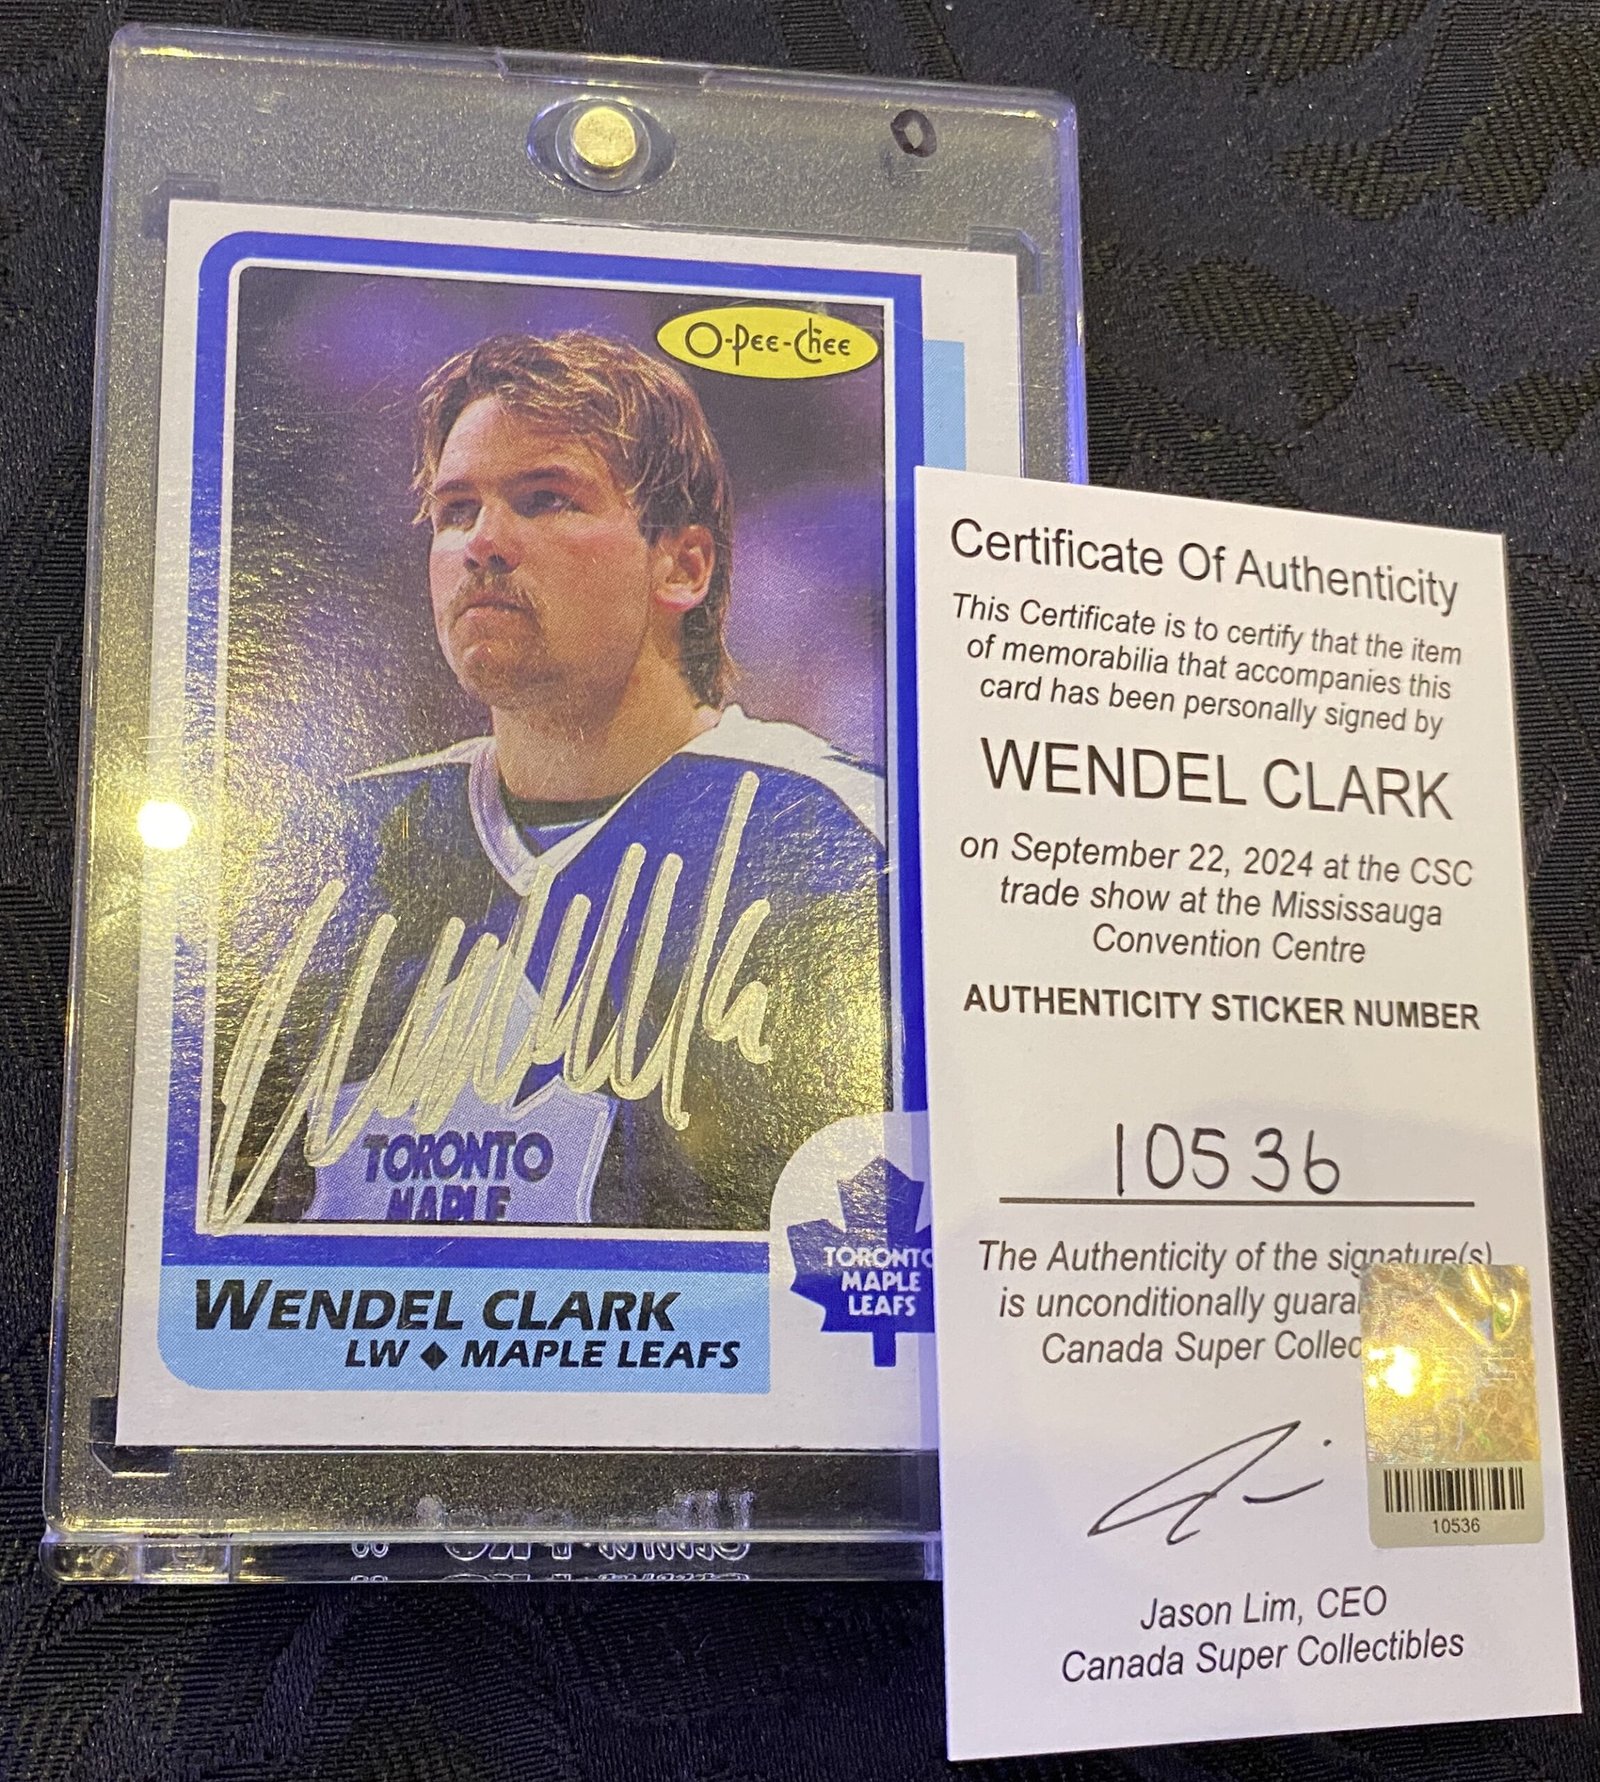 O-Pee-Chee
TORONTO
MAPLE
WENDEL CLARK
LW ♦ MAPLE LEAFS
TORONTO
MAPLE
LEAFS
Certificate Of Authenticity
This Certificate is to certify that the item
of memorabilia that accompanies this
card has been personally signed by
WENDEL CLARK
on September 22, 2024 at the CSC
trade show at the Mississauga
Convention Centre
AUTHENTICITY STICKER NUMBER
10536
The Authenticity of the signature(s)
is unconditionally
Canada Super
10536
Jason Lim, CEO
Canada Super Collectibles